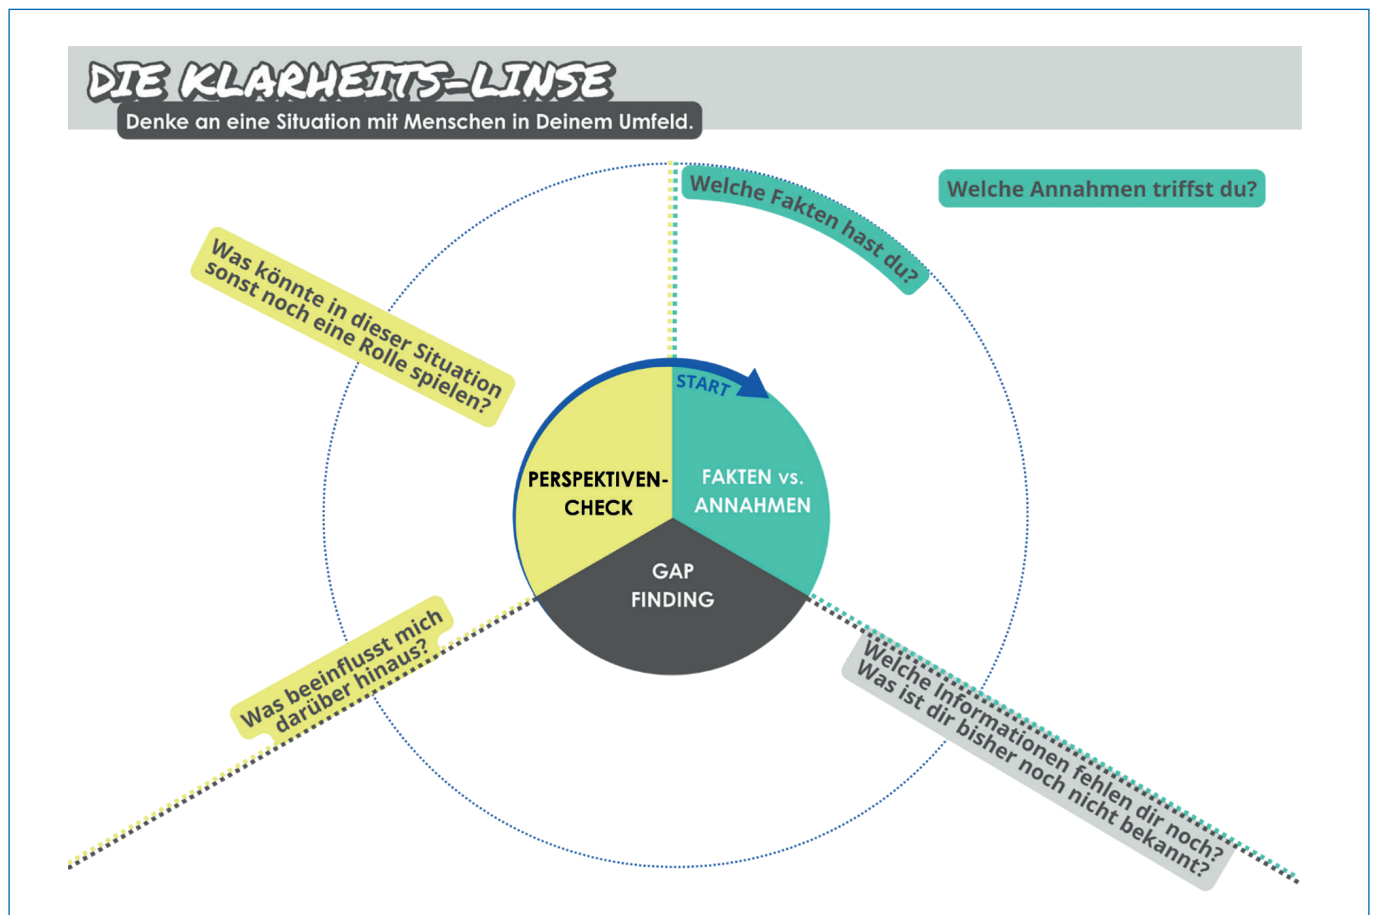 DIE KLARHEITS-LINSE
Denke an eine Situation mit Menschen in Deinem Umfeld.
Welche Fakten hast du?
Welche Annahmen triffst du?
Was könnte in dieser Situation
sonst noch eine Rolle spielen?
START
PERSPEKTIVEN-
CHECK
FAKTEN vs.
ANNAHMEN
GAP
FINDING
Was beeinflusst mich
darüber hinaus?
Welche Informationen fehlen dir noch?
Was ist dir bisher noch nicht bekannt?